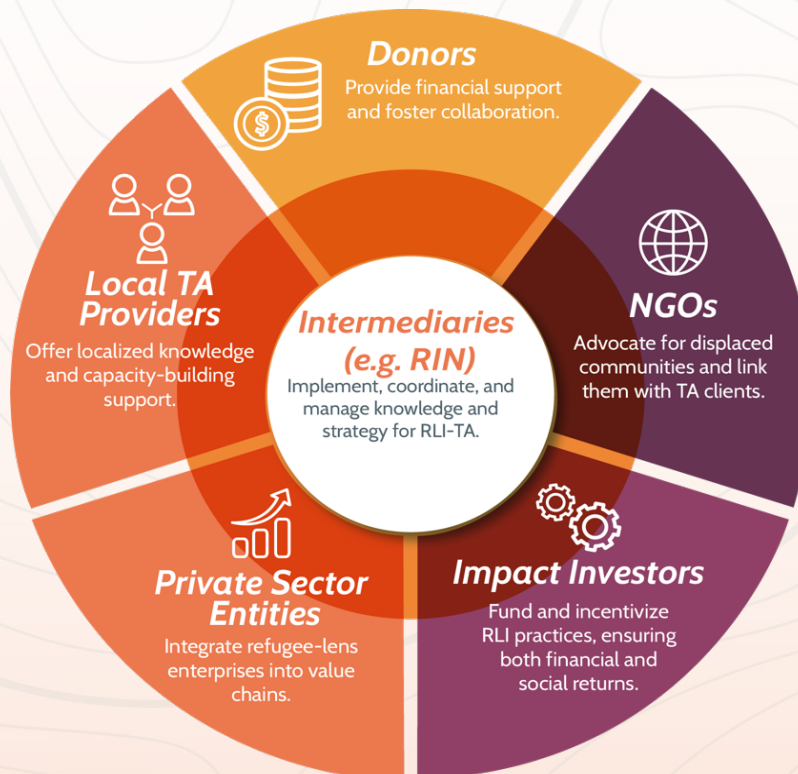 Donors
Provide financial support
and foster collaboration.
NGOs
Advocate for displaced
communities and link
them with TA clients.
Impact Investors
Fund and incentivize
RLI practices, ensuring
both financial and
social returns.
Private Sector
Entities
Integrate refugee-lens
enterprises into value
chains.
Local TA
Providers
Offer localized knowledge
and capacity-building
support.
Intermediaries
(e.g. RIN)
Implement, coordinate, and
manage knowledge and
strategy for RLI-TA.
$